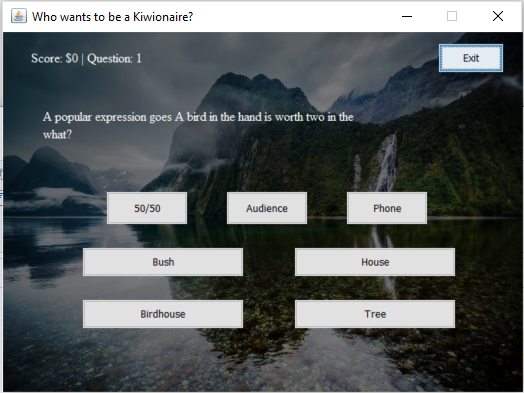 Who wants to be a Kiwionaire?
Score: $0 | Question: 1
Exit
A popular expression goes A bird in the hand is worth two in the
what?
50/50
Audience
Phone
Bush
House
Birdhouse
Tree